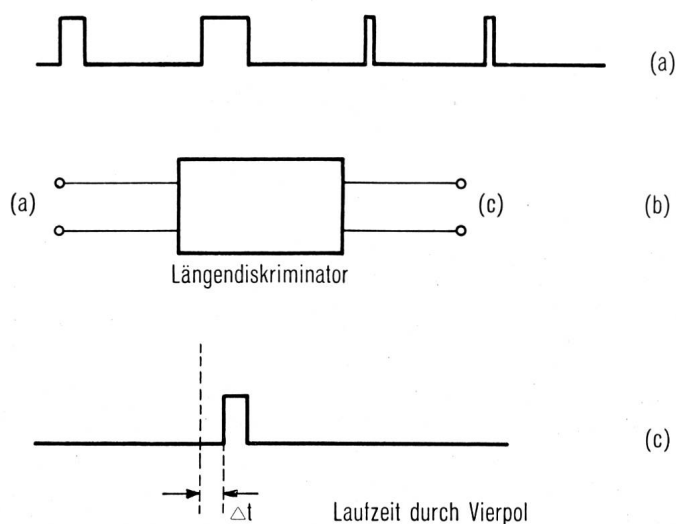 (a)
(a)
(c)
(b)
Längendiskriminator
(c)
△t
Laufzeit durch Vierpol